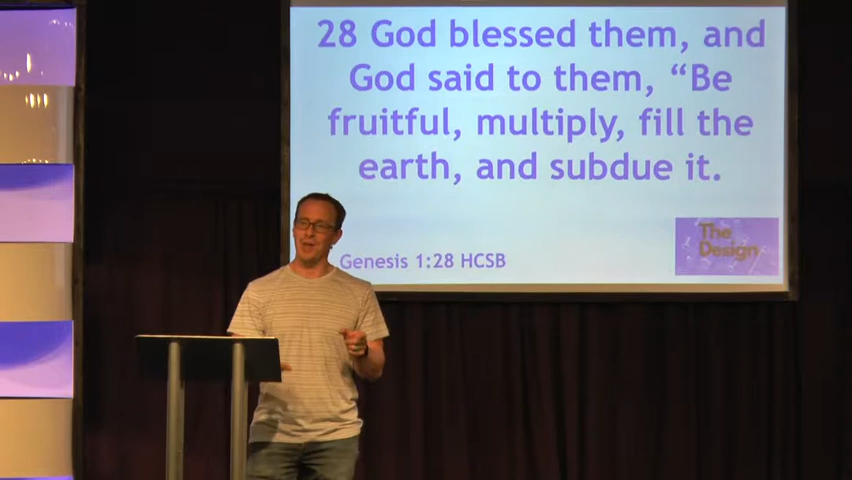 28 God blessed them, and
God said to them, “Be
fruitful, multiply, fill the
earth, and subdue it.
Genesis 1:28 HCSB
The
Design